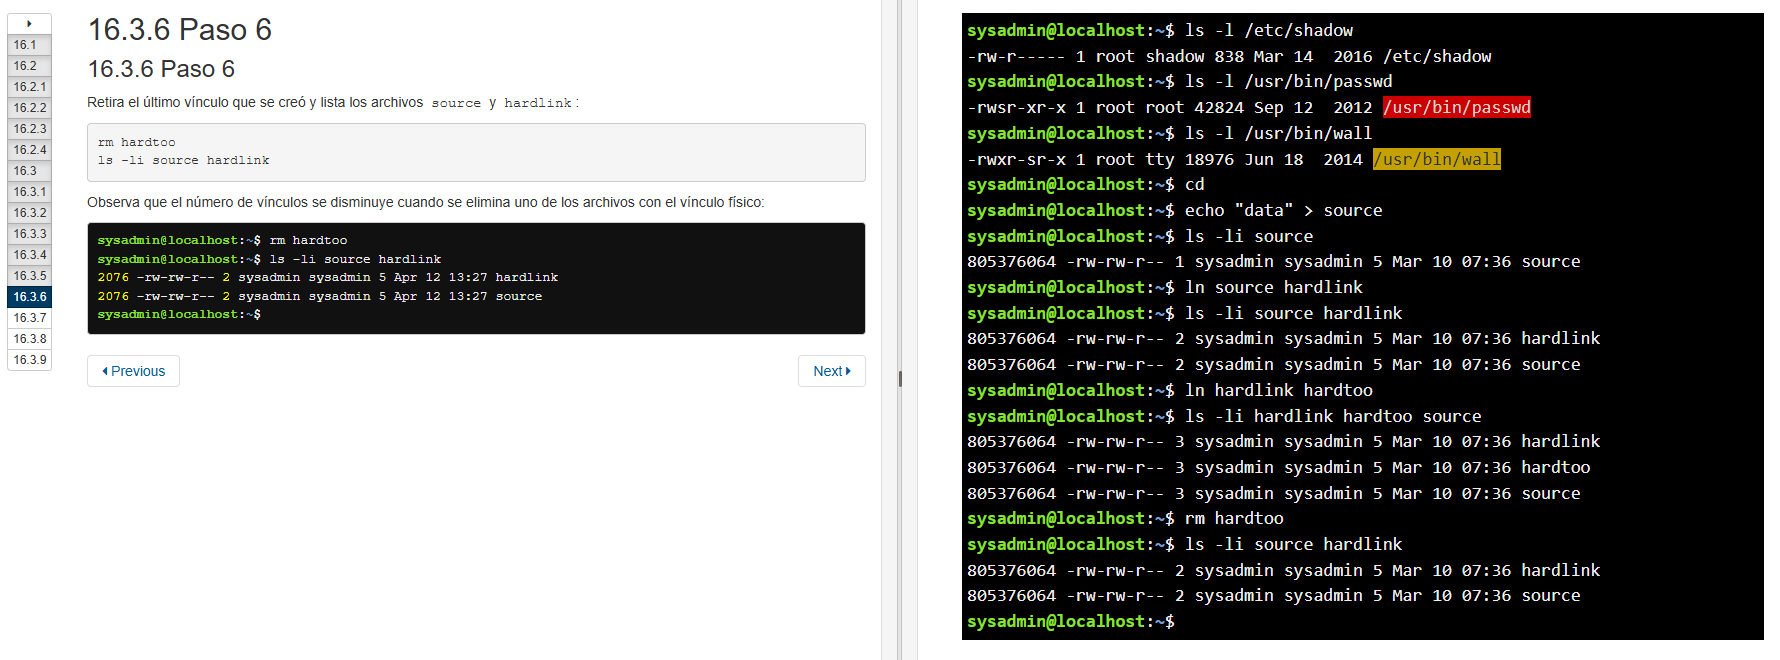 16.1
16.2
16.2.1
16.2.2
16.2.3
16.2.4
16.3
16.3.1
16.3.2
16.3.3
16.3.4
16.3.5
16.3.6
16.3.7
16.3.8
16.3.9
16.3.6 Paso 6
16.3.6 Paso 6
Retira el último vínculo que se creó y lista los archivos source y hardlink:
rm hardtoo
ls -li source hardlink
Observa que el número de vínculos se disminuye cuando se elimina uno de los archivos con el vínculo físico:
sysadmin@localhost:~$ rm hardtoo
sysadmin@localhost:~$ ls -li source hardlink
2076 -rw-rw-r-- 2 sysadmin sysadmin 5 Apr 12 13:27 hardlink
2076 -rw-rw-r-- 2 sysadmin sysadmin 5 Apr 12 13:27 source
sysadmin@localhost:~$
Previous
Next
sysadmin@localhost:~$ ls -l /etc/shadow
-rw-r----- 1 root shadow 838 Mar 14  2016 /etc/shadow
sysadmin@localhost:~$ ls -l /usr/bin/passwd
-rwsr-xr-x 1 root root 42824 Sep 12  2012 /usr/bin/passwd
sysadmin@localhost:~$ ls -l /usr/bin/wall
-rwxr-sr-x 1 root tty 18976 Jun 18  2014 /usr/bin/wall
sysadmin@localhost:~$ cd
sysadmin@localhost:~$ echo "data" > source
sysadmin@localhost:~$ ls -li source
805376064 -rw-rw-r-- 1 sysadmin sysadmin 5 Mar 10 07:36 source
sysadmin@localhost:~$ ln source hardlink
sysadmin@localhost:~$ ls -li source hardlink
805376064 -rw-rw-r-- 2 sysadmin sysadmin 5 Mar 10 07:36 hardlink
805376064 -rw-rw-r-- 2 sysadmin sysadmin 5 Mar 10 07:36 source
sysadmin@localhost:~$ ln hardlink hardtoo
sysadmin@localhost:~$ ls -li hardlink hardtoo source
805376064 -rw-rw-r-- 3 sysadmin sysadmin 5 Mar 10 07:36 hardlink
805376064 -rw-rw-r-- 3 sysadmin sysadmin 5 Mar 10 07:36 hardtoo
805376064 -rw-rw-r-- 3 sysadmin sysadmin 5 Mar 10 07:36 source
sysadmin@localhost:~$ rm hardtoo
sysadmin@localhost:~$ ls -li source hardlink
805376064 -rw-rw-r-- 2 sysadmin sysadmin 5 Mar 10 07:36 hardlink
805376064 -rw-rw-r-- 2 sysadmin sysadmin 5 Mar 10 07:36 source
sysadmin@localhost:~$